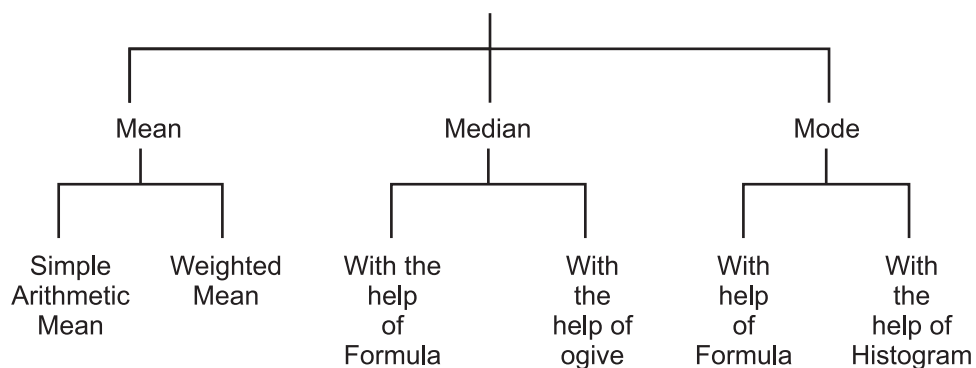 Mean
Median
Mode
Simple
Arithmetic
Mean
Weighted
Mean
With the
help
of
Formula
With
the
help of
ogive
With
help
of
Formula
With
the
help of
Histogram